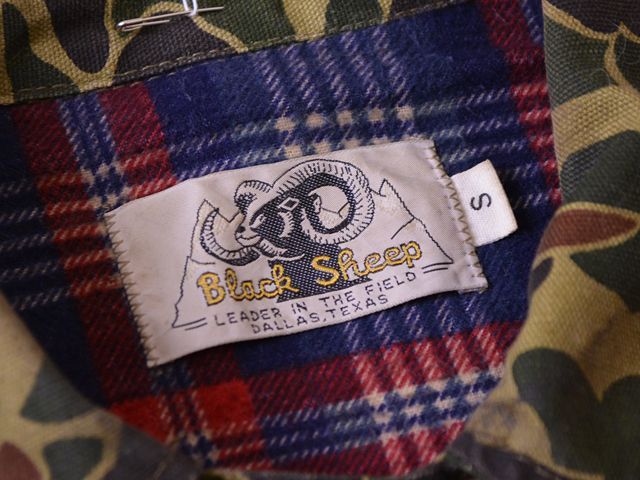 Black Sheep
LEADER IN THE FIELD
DALLAS, TEXAS
S